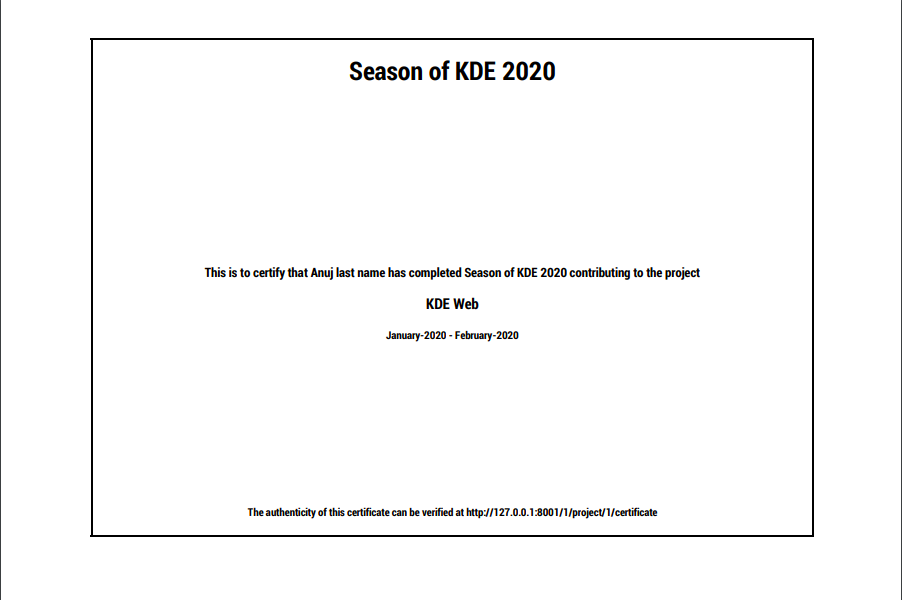 Season of KDE 2020
This is to certify that Anuj last name has completed Season of KDE 2020 contributing to the project
KDE Web
January-2020 - February-2020
The authenticity of this certificate can be verified at http://127.0.0.1:8001/1/project/1/certificate